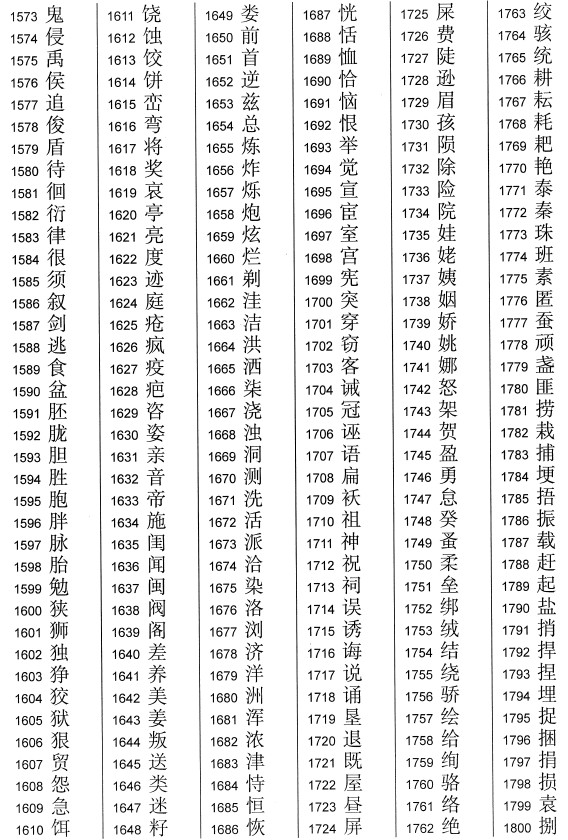 1573 鬼
1574 侵
1575 禹
1576 侯
1577 追
1578 俊
1579 盾
1580 待
1581 徊
1582 衍
1583 律
1584 很
1585 须
1586 叙
1587 剑
1588 逃
1589 食
1590 盆
1591 胚
1592 胧
1593 胆
1594 胜
1595 胞
1596 胖
1597 脉
1598 胎
1599 勉
1600 狭
1601 狮
1602 独
1603 狰
1604 狡
1605 狱
1606 狠
1607 贸
1608 怨
1609 急
1610 饵
1611 饶
1612 蚀
1613 饺
1614 饼
1615 峦
1616 弯
1617 将
1618 奖
1619 哀
1620 亭
1621 亮
1622 度
1623 迹
1624 庭
1625 疮
1626 疯
1627 疫
1628 疤
1629 咨
1630 姿
1631 亲
1632 音
1633 帝
1634 施
1635 闺
1636 闻
1637 闽
1638 阀
1639 阁
1640 差
1641 养
1642 美
1643 姜
1644 叛
1645 送
1646 类
1647 迷
1648 籽
1649 娄
1650 前
1651 首
1652 逆
1653 兹
1654 总
1655 炼
1656 炸
1657 烁
1658 炮
1659 炫
1660 烂
1661 剃
1662 洼
1663 洁
1664 洪
1665 洒
1666 柒
1667 浇
1668 浊
1669 洞
1670 测
1671 洗
1672 活
1673 派
1674 洽
1675 染
1676 洛
1677 浏
1678 济
1679 洋
1680 洲
1681 浑
1682 浓
1683 津
1684 恃
1685 恒
1686 恢
1687 恍
1688 恬
1689 恤
1690 恰
1691 恼
1692 恨
1693 举
1694 觉
1695 宣
1696 宦
1697 室
1698 宫
1699 宪
1700 突
1701 穿
1702 窃
1703 客
1704 诫
1705 冠
1706 诬
1707 语
1708 扁
1709 袄
1710 祖
1711 神
1712 祝
1713 祠
1714 误
1715 诱
1716 诲
1717 说
1718 诵
1719 垦
1720 退
1721 既
1722 屋
1723 昼
1724 屏
1725 屎
1726 费
1727 陡
1728 逊
1729 眉
1730 孩
1731 陨
1732 除
1733 险
1734 院
1735 娃
1736 姥
1737 姨
1738 姻
1739 娇
1740 姚
1741 娜
1742 怒
1743 架
1744 贺
1745 盈
1746 勇
1747 怠
1748 癸
1749 蚤
1750 柔
1751 垒
1752 绑
1753 绒
1754 结
1755 绕
1756 骄
1757 绘
1758 给
1759 绚
1760 骆
1761 络
1762 绝
1763 绞
1764 骇
1765 统
1766 耕
1767 耘
1768 耗
1769 耙
1770 艳
1771 泰
1772 秦
1773 珠
1774 班
1775 素
1776 匿
1777 蚕
1778 顽
1779 盏
1780 匪
1781 捞
1782 栽
1783 捕
1784 埂
1785 捂
1786 振
1787 载
1788 赶
1789 起
1790 盐
1791 捎
1792 捍
1793 捏
1794 埋
1795 捉
1796 捆
1797 捐
1798 损
1799 袁
1800 捌